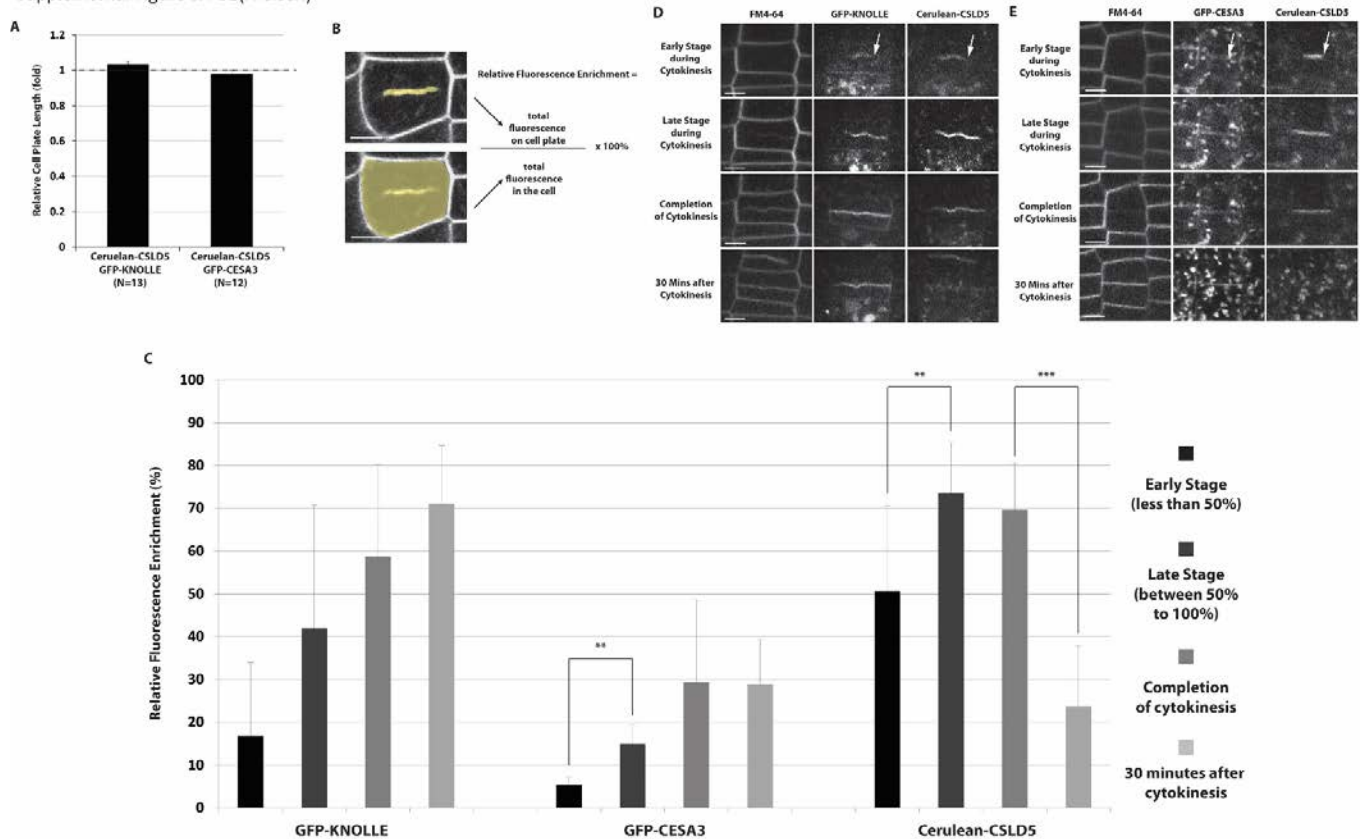 A
Relative Cell Plate Length (fold)
1.2
1
0.8
0.6
0.4
0.2
0
Ceruelan-CSLD5
GFP-KNOLLE
(N=13)
Ceruelan-CSLD5
GFP-CESA3
(N=12)
B
Relative Fluorescence Enrichment =
total
fluorescence
on cell plate
x 100%
total
fluorescence
in the cell
D
FM4-64
GFP-KNOLLE
Cerulean-CSLD5
Early Stage
during
Cytokinesis
Late Stage
during
Cytokinesis
Completion
of Cytokinesis
30 Mins after
Cytokinesis
E
FM4-64
GFP-CESA3
Cerulean-CSLD5
Early Stage
during
Cytokinesis
Late Stage
during
Cytokinesis
Completion
of Cytokinesis
30 Mins after
Cytokinesis
C
Relative Fluorescence Enrichment (%)
100
90
80
70
60
50
40
30
20
10
0
**
**
***
GFP-KNOLLE
GFP-CESA3
Cerulean-CSLD5
Early Stage
(less than 50%)
Late Stage
(between 50%
to 100%)
Completion
of cytokinesis
30 minutes after
cytokinesis